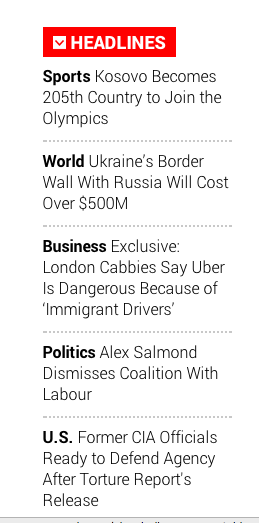 HEADLINES
Sports Kosovo Becomes
205th Country to Join the
Olympics
World Ukraine's Border
Wall With Russia Will Cost
Over $500M
Business Exclusive:
London Cabbies Say Uber
Is Dangerous Because of
‘Immigrant Drivers’
Politics Alex Salmond
Dismisses Coalition With
Labour
U.S. Former CIA Officials
Ready to Defend Agency
After Torture Report's
Release